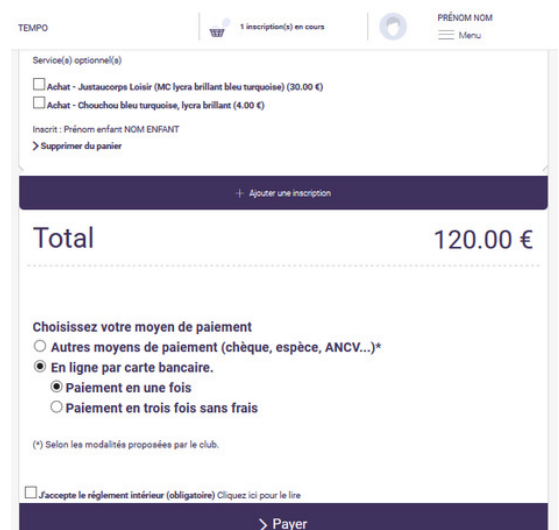 TEMPO
1 inscription(s) en cours
PRÉNOM NOM
Menu
Service(s) optionnel(s)
Achat - Justaucorps Loisir (MC lycra brillant bleu turquoise) (30.00 €)
Achat - Chouchou bleu turquoise, lycra brillant (4.00 €)
Inscrit : Prénom enfant NOM ENFANT
> Supprimer du panier
+ Ajouter une inscription
Total 120.00 €
Choisissez votre moyen de paiement
Autres moyens de paiement (chèque, espèce, ANCV...)*
En ligne par carte bancaire.
Paiement en une fois
Paiement en trois fois sans frais
(*) Selon les modalités proposées par le club.
J'accepte le réglement intérieur (obligatoire) Cliquez ici pour le lire
> Payer